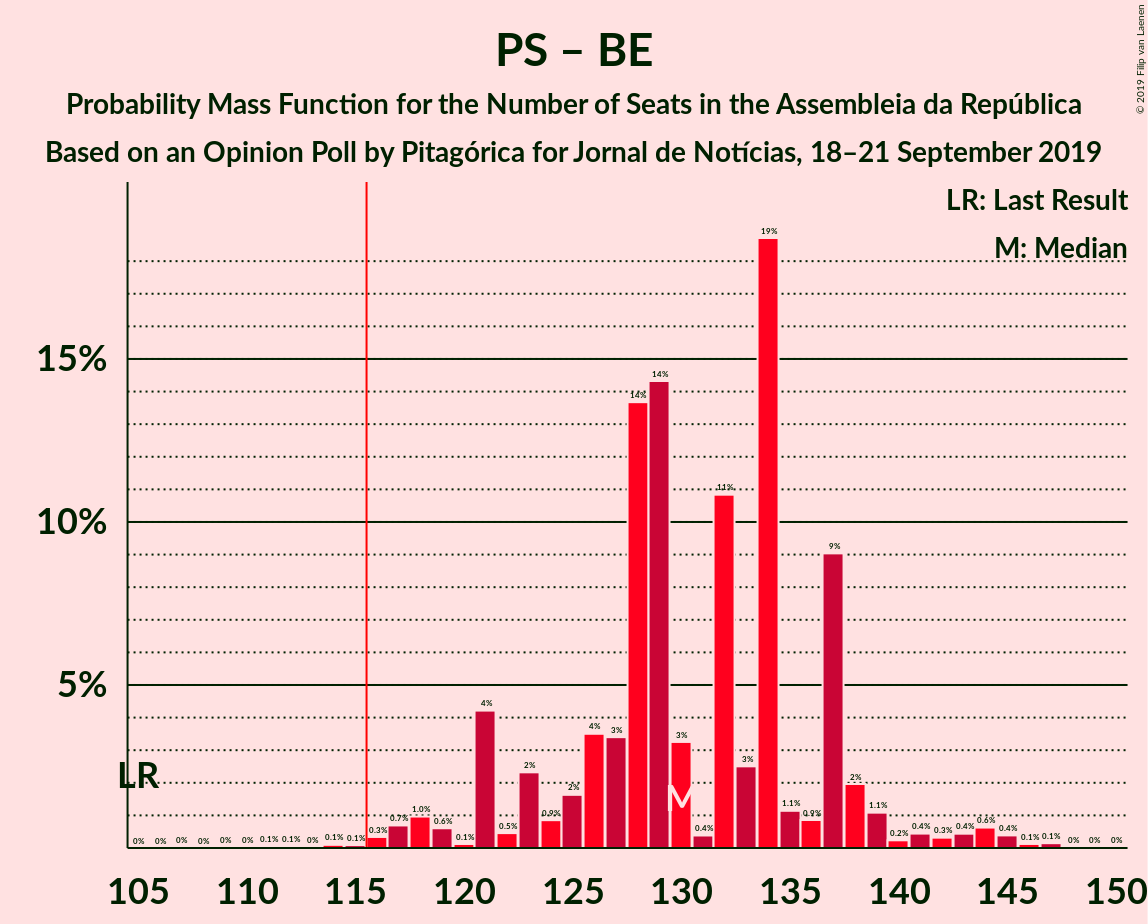 PS – BE
Probability Mass Function for the Number of Seats in the Assembleia da República
Based on an Opinion Poll by Pitagórica for Jornal de Notícias, 18–21 September 2019
© 2019 Filip van Laenen
LR: Last Result
M: Median
15%
10%
5%
LR
M
0% 0% 0% 0% 0% 0% 0.1% 0.1% 0% 0.1% 0.1% 0.3% 0.7% 1.0% 0.6% 0.1% 4% 0.5% 2% 0.9% 2% 4% 3% 14% 14% 3% 0.4% 11% 3% 19% 1.1% 0.9% 9% 2% 1.1% 0.2% 0.4% 0.3% 0.4% 0.6% 0.4% 0.1% 0.1% 0% 0% 0%
105 110 115 120 125 130 135 140 145 150